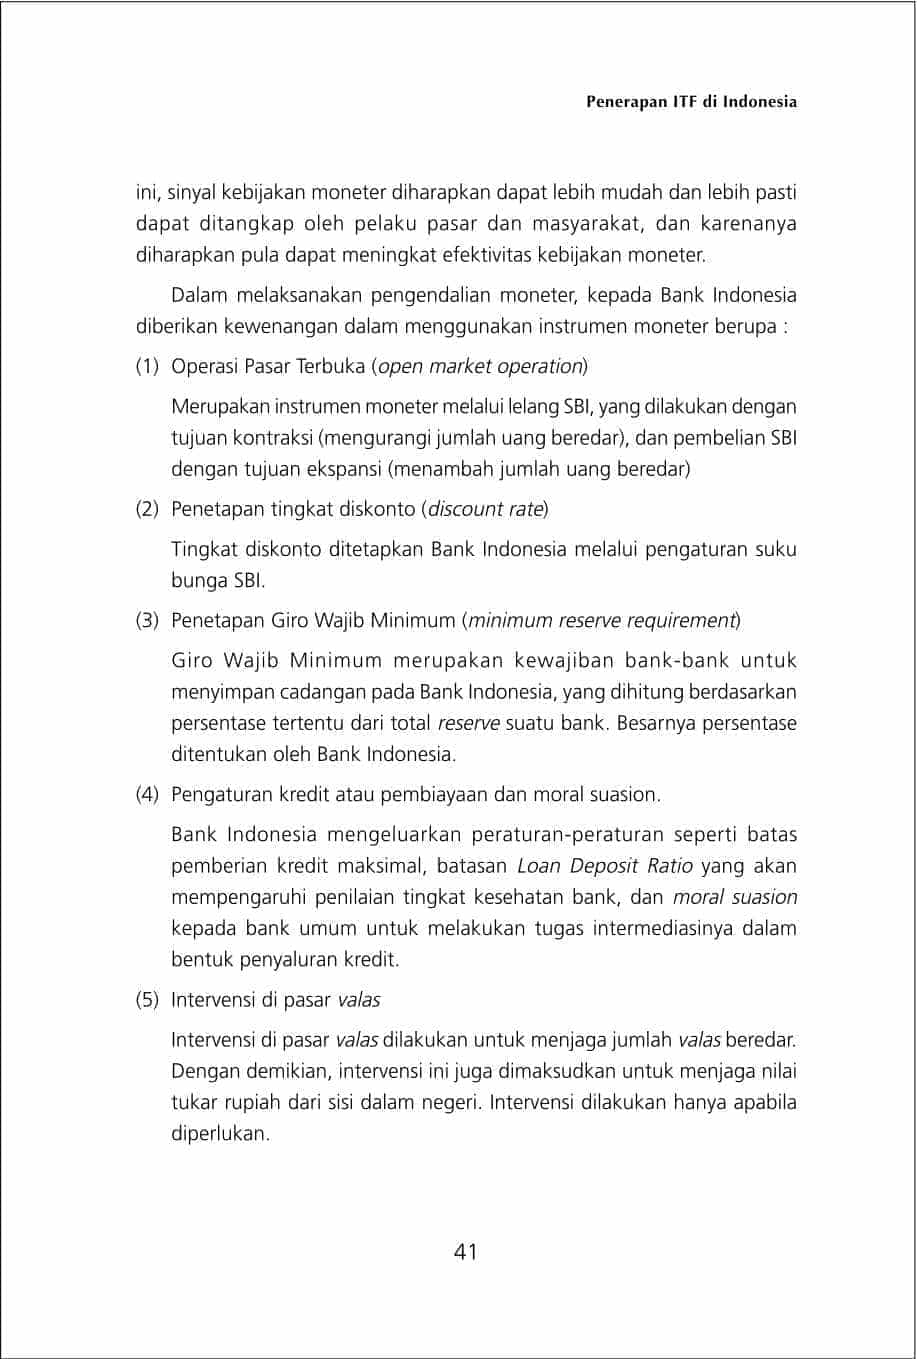 Penerapan ITF di Indonesia
ini, sinyal kebijakan moneter diharapkan dapat lebih mudah dan lebih pasti
dapat ditangkap oleh pelaku pasar dan masyarakat, dan karenanya
diharapkan pula dapat meningkat efektivitas kebijakan moneter.
Dalam melaksanakan pengendalian moneter, kepada Bank Indonesia
diberikan kewenangan dalam menggunakan instrumen moneter berupa :
(1) Operasi Pasar Terbuka (open market operation)
Merupakan instrumen moneter melalui lelang SBI, yang dilakukan dengan
tujuan kontraksi (mengurangi jumlah uang beredar), dan pembelian SBI
dengan tujuan ekspansi (menambah jumlah uang beredar)
(2) Penetapan tingkat diskonto (discount rate)
Tingkat diskonto ditetapkan Bank Indonesia melalui pengaturan suku
bunga SBI.
(3) Penetapan Giro Wajib Minimum (minimum reserve requirement)
Giro Wajib Minimum merupakan kewajiban bank-bank untuk
menyimpan cadangan pada Bank Indonesia, yang dihitung berdasarkan
persentase tertentu dari total reserve suatu bank. Besarnya persentase
ditentukan oleh Bank Indonesia.
(4) Pengaturan kredit atau pembiayaan dan moral suasion.
Bank Indonesia mengeluarkan peraturan-peraturan seperti batas
pemberian kredit maksimal, batasan Loan Deposit Ratio yang akan
mempengaruhi penilaian tingkat kesehatan bank, dan moral suasion
kepada bank umum untuk melakukan tugas intermediasinya dalam
bentuk penyaluran kredit.
(5) Intervensi di pasar valas
Intervensi di pasar valas dilakukan untuk menjaga jumlah valas beredar.
Dengan demikian, intervensi ini juga dimaksudkan untuk menjaga nilai
tukar rupiah dari sisi dalam negeri. Intervensi dilakukan hanya apabila
diperlukan.
41